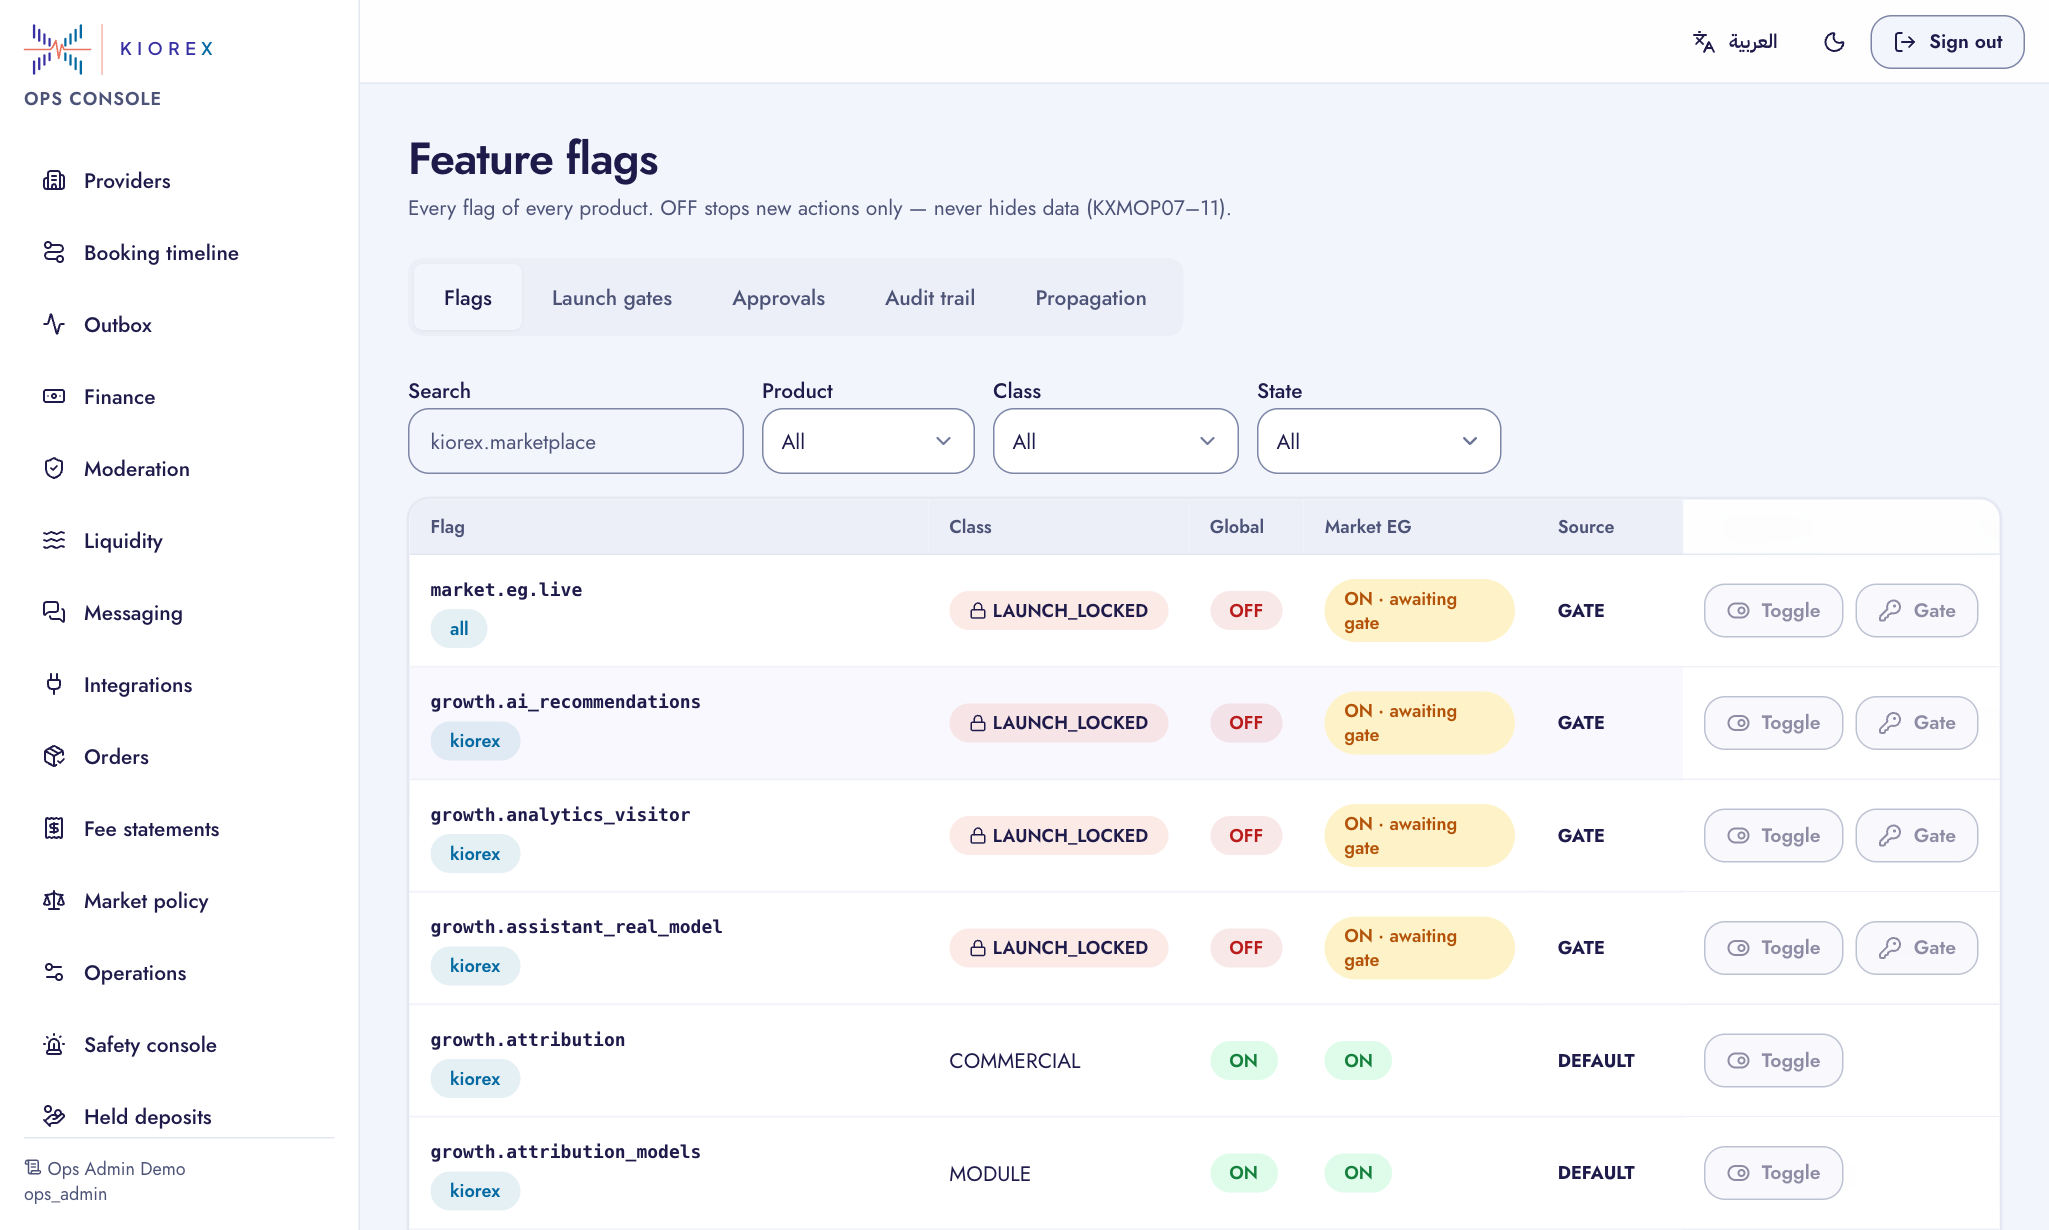 KIOREX
OPS CONSOLE
Providers
Booking timeline
Outbox
Finance
Moderation
Liquidity
Messaging
Integrations
Orders
Fee statements
Market policy
Operations
Safety console
Held deposits
Ops Admin Demo
ops_admin
العربية
Sign out
Feature flags
Every flag of every product. OFF stops new actions only — never hides data (KXMOP07–11).
Flags Launch gates Approvals Audit trail Propagation
Search Product Class State
kiorex.marketplace All All All
Flag Class Global Market EG Source
market.eg.live
all
LAUNCH_LOCKED OFF ON · awaiting
gate
GATE Toggle Gate
growth.ai_recommendations
kiorex
LAUNCH_LOCKED OFF ON · awaiting
gate
GATE Toggle Gate
growth.analytics_visitor
kiorex
LAUNCH_LOCKED OFF ON · awaiting
gate
GATE Toggle Gate
growth.assistant_real_model
kiorex
LAUNCH_LOCKED OFF ON · awaiting
gate
GATE Toggle Gate
growth.attribution
kiorex
COMMERCIAL ON ON DEFAULT Toggle
growth.attribution_models
kiorex
MODULE ON ON DEFAULT Toggle